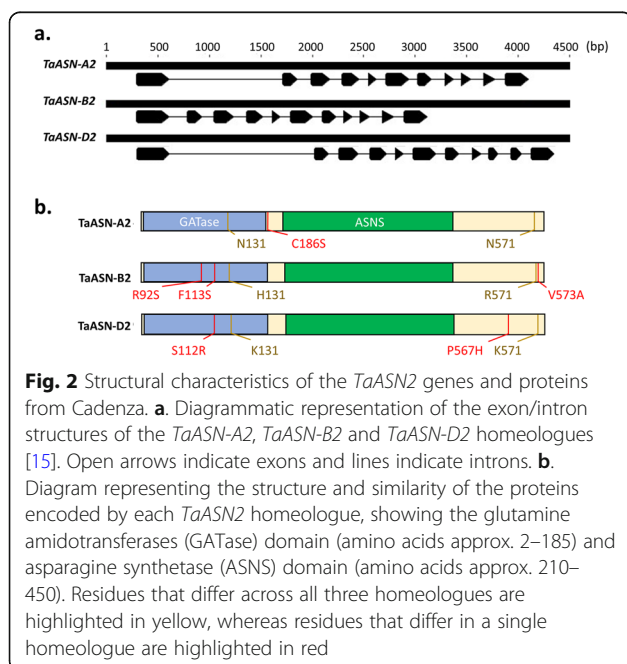 a.
1 500 1000 1500 2000 2500 3000 3500 4000 4500 (bp)
TaASN-A2
TaASN-B2
TaASN-D2
b.
TaASN-A2 GATase ASNS
N131 C186S N571
TaASN-B2
R92S F113S H131 R571 V573A
TaASN-D2
S112R K131 P567H K571
Fig. 2 Structural characteristics of the TaASN2 genes and proteins
from Cadenza. a. Diagrammatic representation of the exon/intron
structures of the TaASN-A2, TaASN-B2 and TaASN-D2 homeologues
[15]. Open arrows indicate exons and lines indicate introns. b.
Diagram representing the structure and similarity of the proteins
encoded by each TaASN2 homeologue, showing the glutamine
amidotransferases (GATase) domain (amino acids approx. 2–185) and
asparagine synthetase (ASNS) domain (amino acids approx. 210–
450). Residues that differ across all three homeologues are
highlighted in yellow, whereas residues that differ in a single
homeologue are highlighted in red